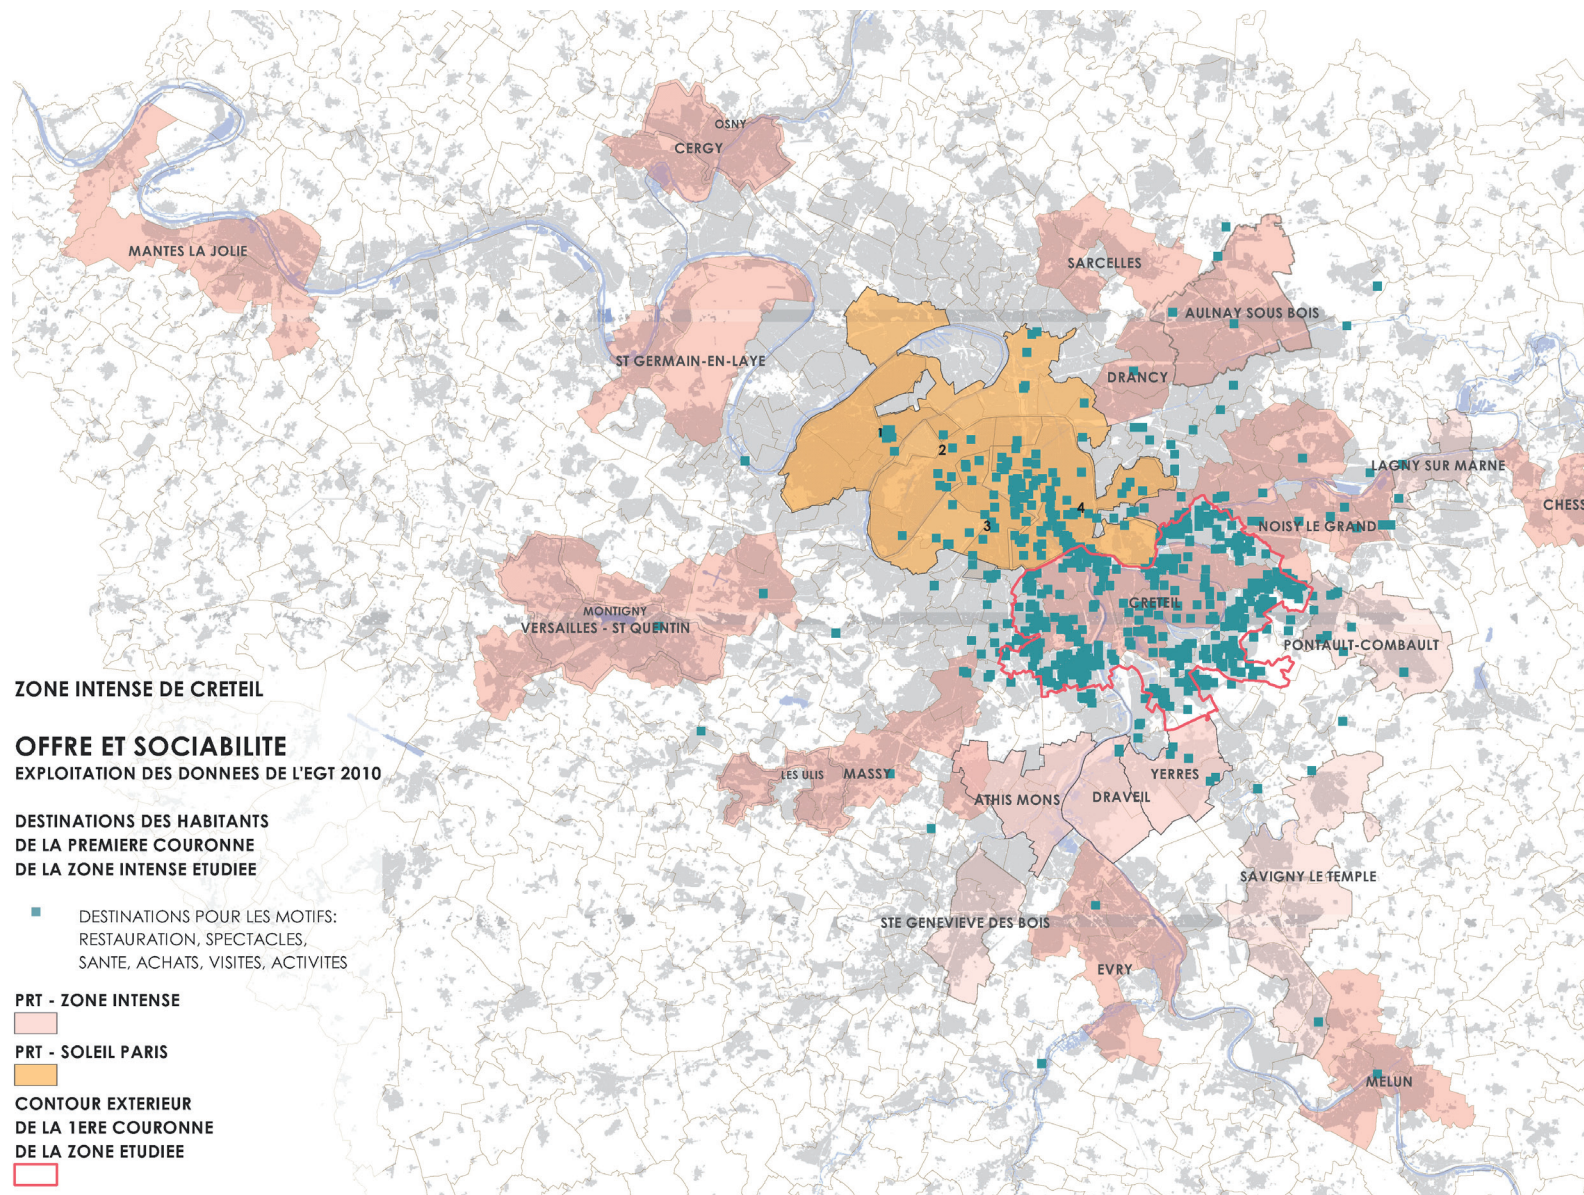 OSNY
CERGY
MANTES LA JOLIE
SARCELLES
AULNAY SOUS BOIS
ST GERMAIN-EN-LAYE
DRANCY
1
2
LAGNY SUR MARNE
4
CHESS
3
NOISY LE GRAND
CRETEIL
MONTIGNY
VERSAILLES - ST QUENTIN
PONTAULT-COMBAULT
LES ULIS
MASSY
YERRES
ATHIS MONS
DRAVEIL
SAVIGNY LE TEMPLE
STE GENEVIEVE DES BOIS
EVRY
MELUN
ZONE INTENSE DE CRETEIL
OFFRE ET SOCIABILITE
EXPLOITATION DES DONNEES DE L'EGT 2010
DESTINATIONS DES HABITANTS
DE LA PREMIERE COURONNE
DE LA ZONE INTENSE ETUDIEE
DESTINATIONS POUR LES MOTIFS:
RESTAURATION, SPECTACLES,
SANTE, ACHATS, VISITES, ACTIVITES
PRT - ZONE INTENSE
PRT - SOLEIL PARIS
CONTOUR EXTERIEUR
DE LA 1ERE COURONNE
DE LA ZONE ETUDIEE